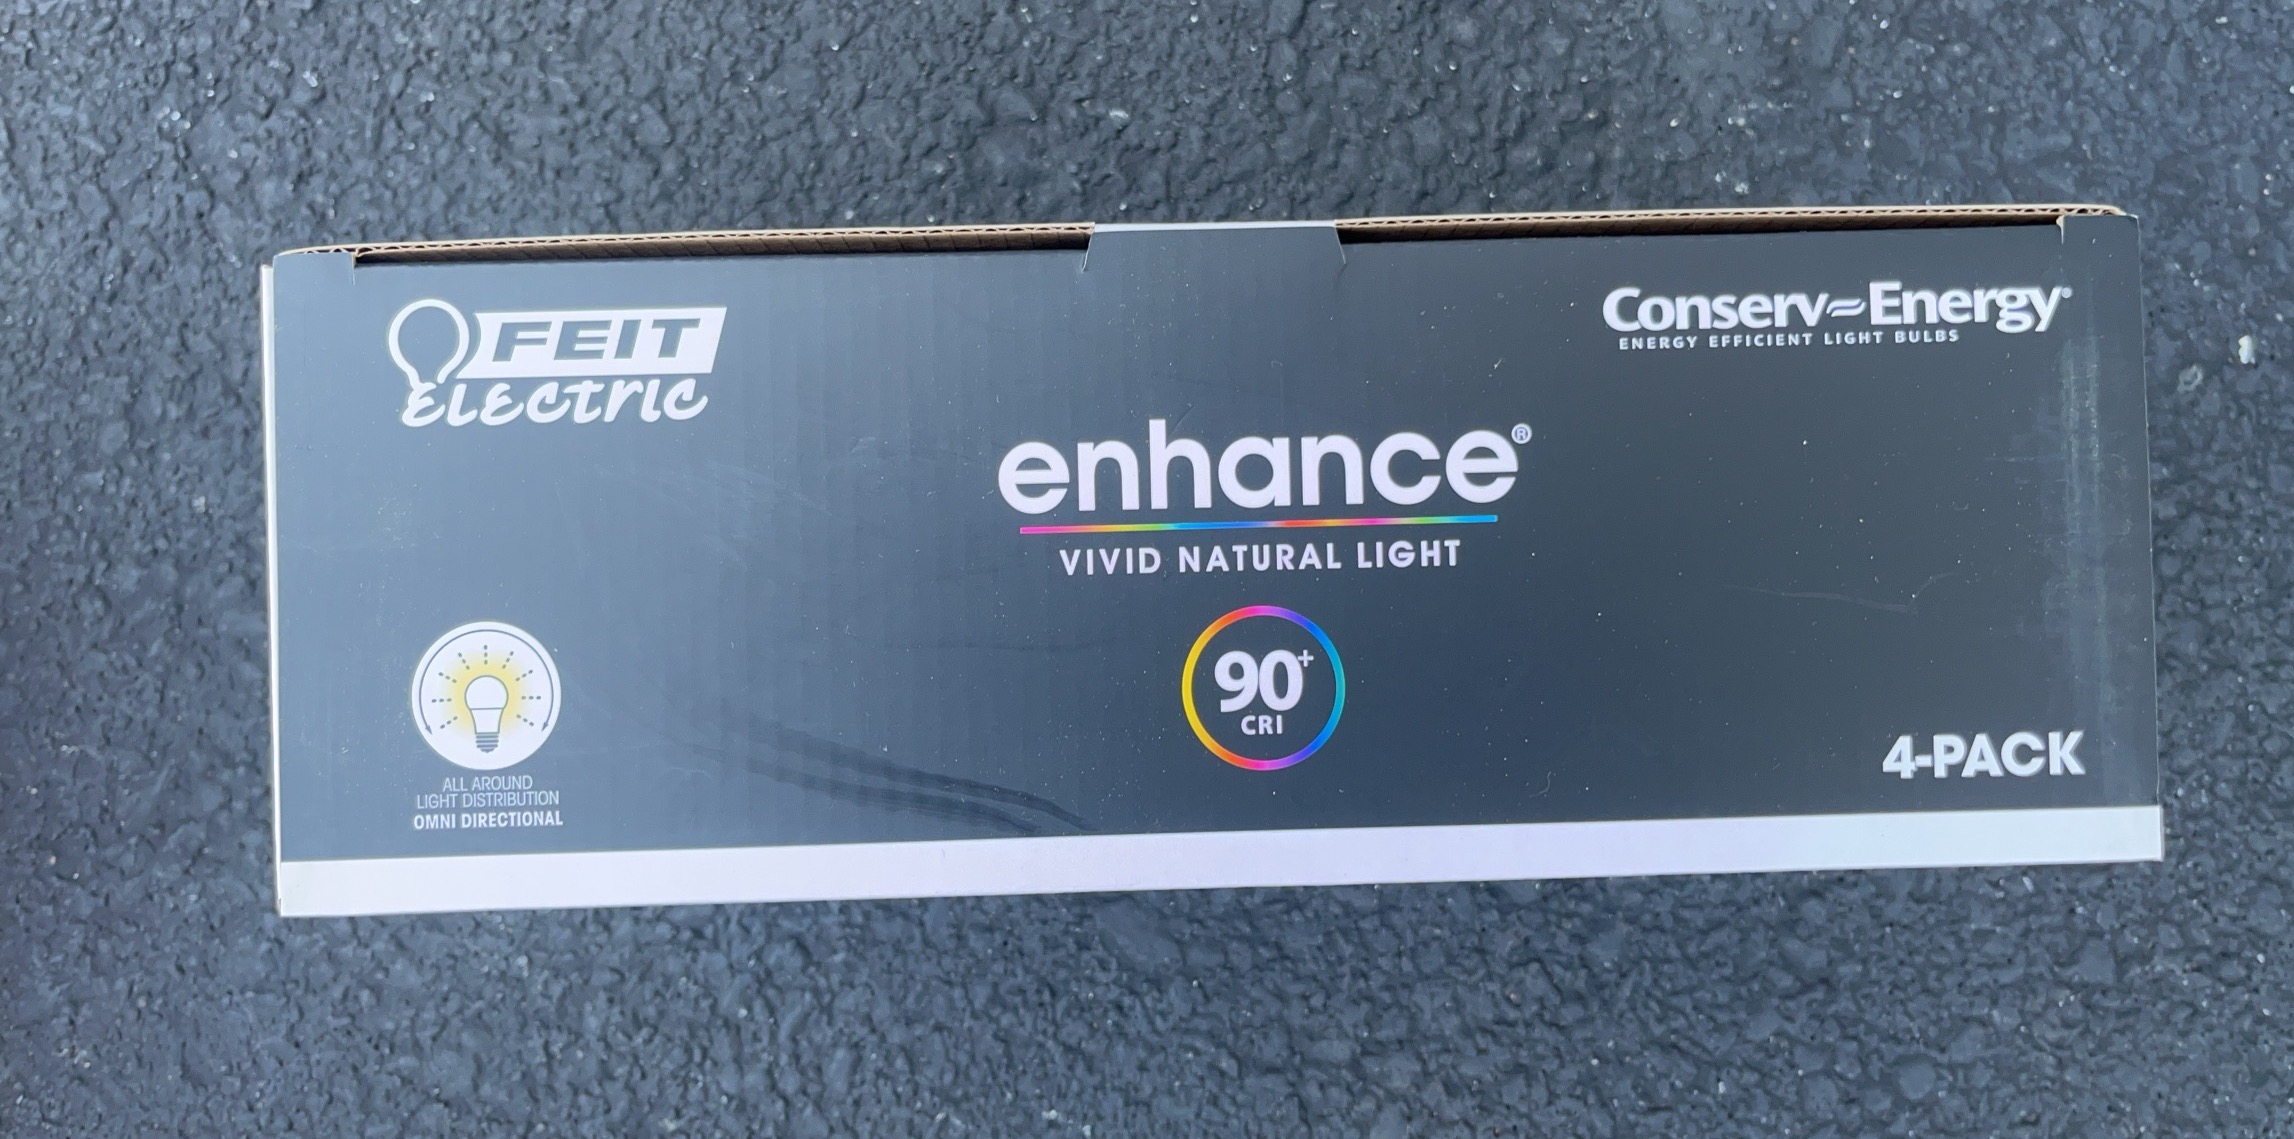 FEIT
ELECTRIC
Conserv≈Energy®
ENERGY EFFICIENT LIGHT BULBS
enhance®
VIVID NATURAL LIGHT
90+
CRI
ALL AROUND
LIGHT DISTRIBUTION
OMNI DIRECTIONAL
4-PACK